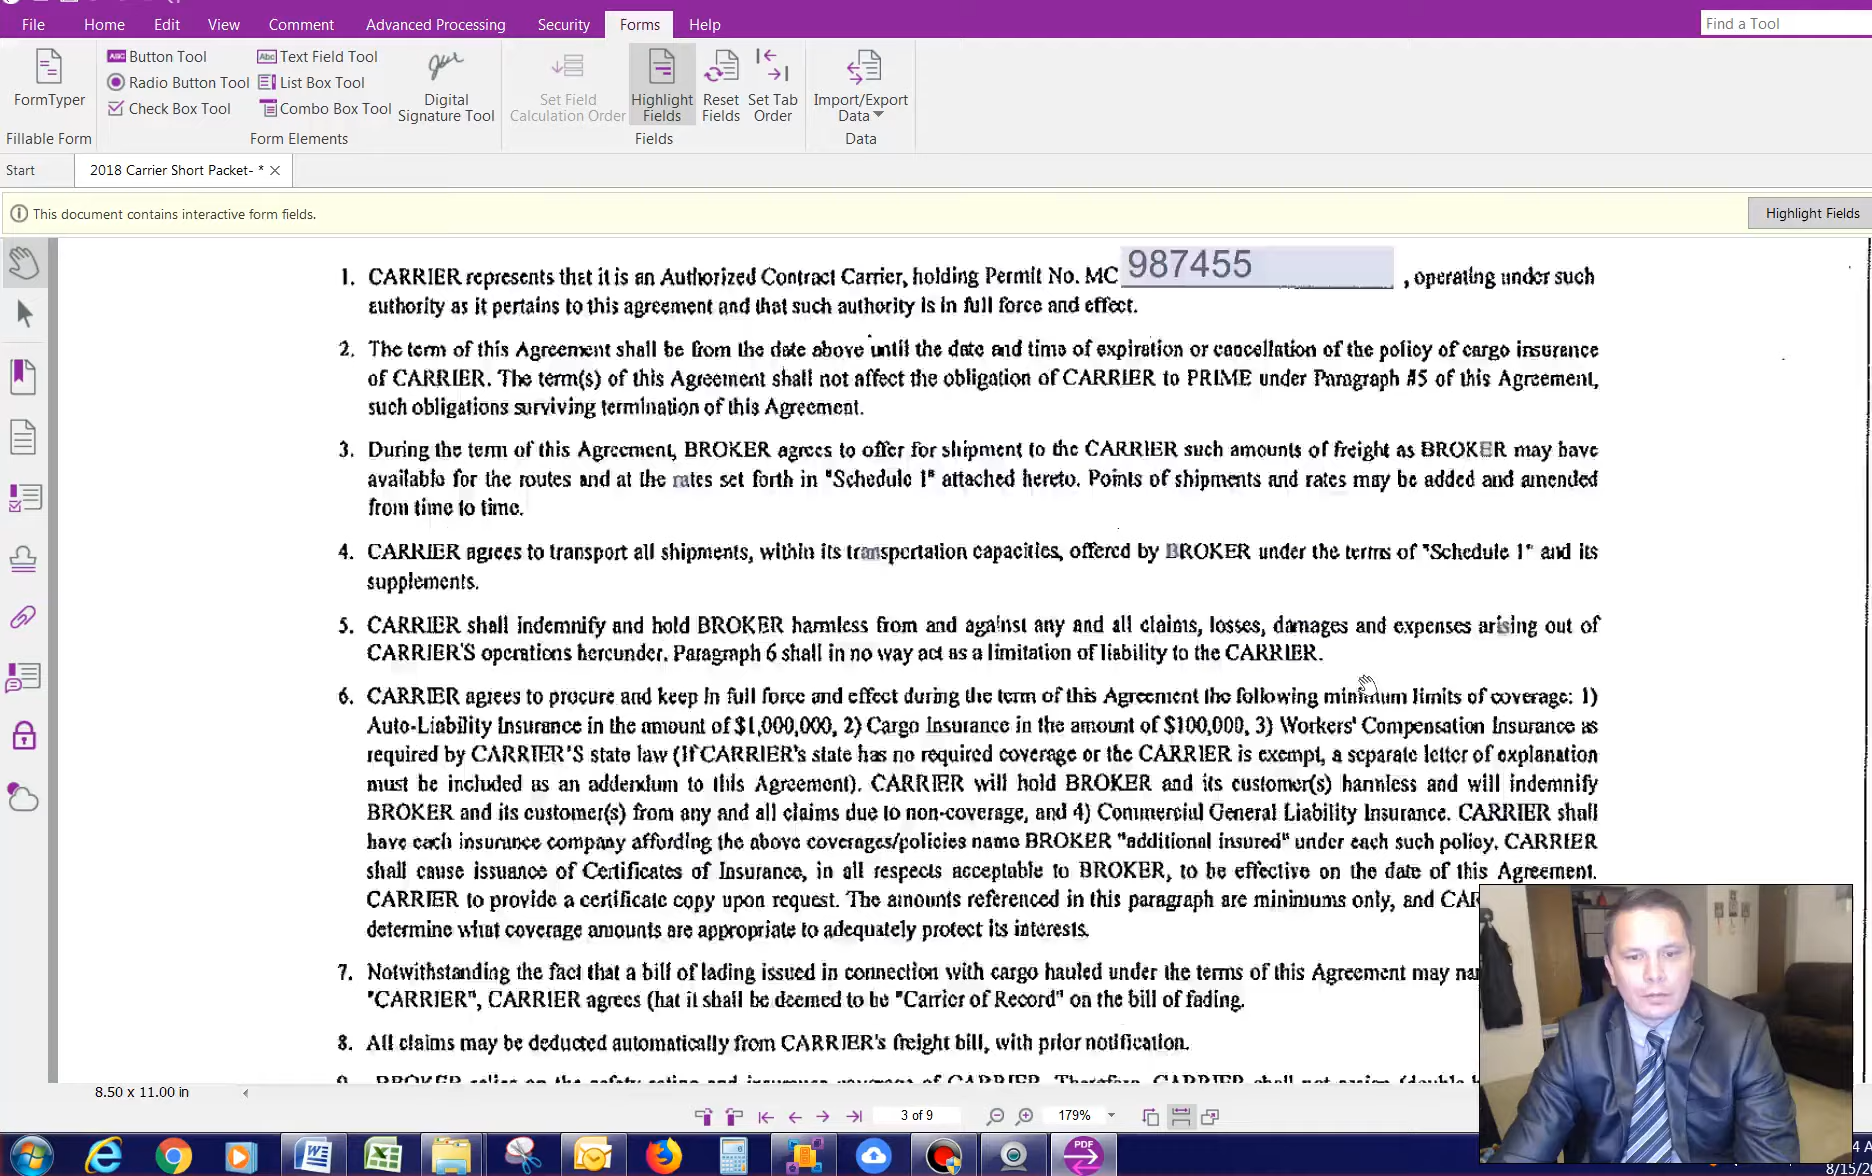 File Home Edit View Comment Advanced Processing Security Forms Help
Find a Tool
FormTyper
Button Tool
Radio Button Tool
Check Box Tool
Text Field Tool
List Box Tool
Combo Box Tool
Digital
Signature Tool
Set Field
Calculation Order
Highlight
Fields
Reset
Fields
Set Tab
Order
Import/Export
Data
Fillable Form
Form Elements
Fields
Data
Start
2018 Carrier Short Packet- *
This document contains interactive form fields.
Highlight Fields
1. CARRIER represents that it is an Authorized Contract Carrier, holding Permit No. MC 987455 , operating under such
authority as it pertains to this agreement and that such authority is in full force and effect.
2. The term of this Agreement shall be from the date above until the date and time of expiration or cancellation of the policy of cargo insurance
of CARRIER. The term(s) of this Agreement shall not affect the obligation of CARRIER to PRIME under Paragraph #5 of this Agreement,
such obligations surviving termination of this Agreement.
3. During the term of this Agreement, BROKER agrees to offer for shipment to the CARRIER such amounts of freight as BROKER may have
available for the routes and at the rates set forth in "Schedule 1" attached hereto. Points of shipments and rates may be added and amended
from time to time.
4. CARRIER agrees to transport all shipments, within its transportation capacities, offered by BROKER under the terms of "Schedule 1" and its
supplements.
5. CARRIER shall indemnify and hold BROKER harmless from and against any and all claims, losses, damages and expenses arising out of
CARRIER'S operations hereunder. Paragraph 6 shall in no way act as a limitation of liability to the CARRIER.
6. CARRIER agrees to procure and keep in full force and effect during the term of this Agreement the following minimum limits of coverage: 1)
Auto-Liability Insurance in the amount of $1,000,000, 2) Cargo Insurance in the amount of $100,000, 3) Workers' Compensation Insurance as
required by CARRIER'S state law (If CARRIER's state has no required coverage or the CARRIER is exempt, a separate letter of explanation
must be included as an addendum to this Agreement). CARRIER will hold BROKER and its customer(s) harmless and will indemnify
BROKER and its customer(s) from any and all claims due to non-coverage, and 4) Commercial General Liability Insurance. CARRIER shall
have each insurance company affording the above coverages/policies name BROKER "additional insured" under each such policy. CARRIER
shall cause issuance of Certificates of Insurance, in all respects acceptable to BROKER, to be effective on the date of this Agreement.
CARRIER to provide a certificate copy upon request. The amounts referenced in this paragraph are minimums only, and
determine what coverage amounts are appropriate to adequately protect its interests.
7. Notwithstanding the fact that a bill of lading issued in connection with cargo hauled under the terms of this Agreement may
"CARRIER", CARRIER agrees (hat it shall be deemed to be "Carrier of Record" on the bill of fading.
8. All claims may be deducted automatically from CARRIER's freight bill, with prior notification.
8.50 x 11.00 in
3 of 9
179%
PDF
8/15/2